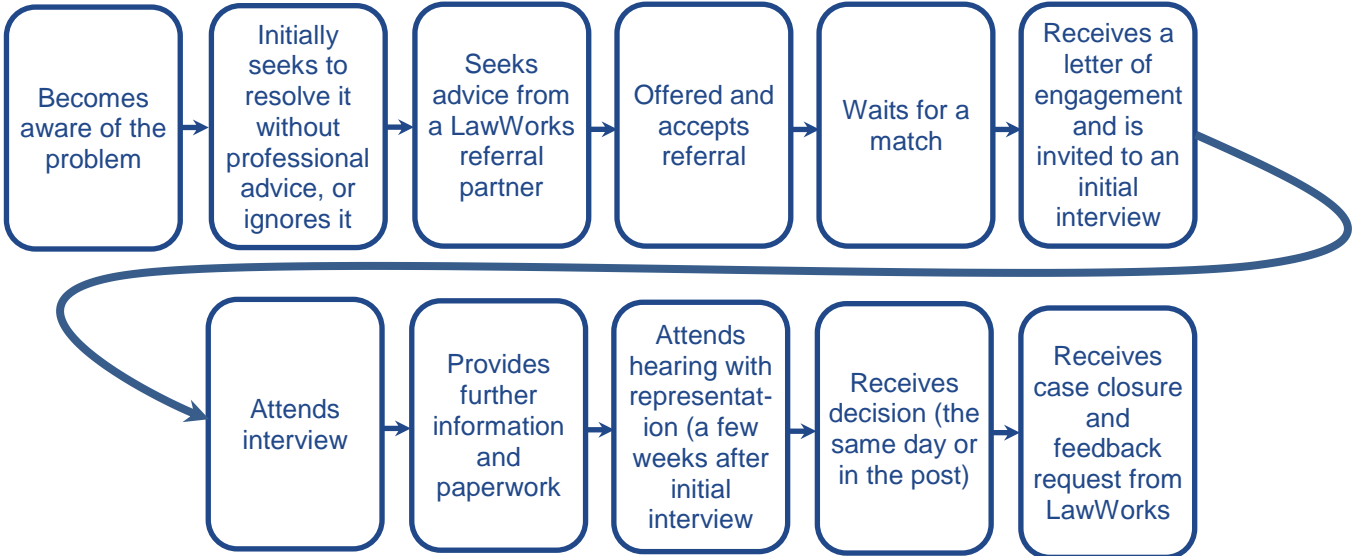 Becomes
aware of the
problem
Initially
seeks to
resolve it
without
professional
advice, or
ignores it
Seeks
advice from
a LawWorks
referral
partner
Offered and
accepts
referral
Waits for a
match
Receives a
letter of
engagement
and is
invited to an
initial
interview
Attends
interview
Provides
further
information
and
paperwork
Attends
hearing with
representat-
ion (a few
weeks after
initial
interview
Receives
decision (the
same day or
in the post)
Receives
case closure
and
feedback
request from
LawWorks